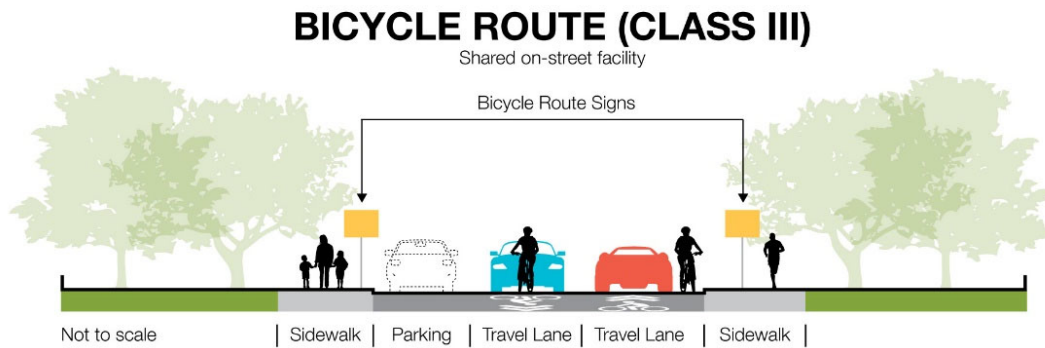 BICYCLE ROUTE (CLASS III)
Shared on-street facility
Bicycle Route Signs
Not to scale
Sidewalk
Parking
Travel Lane
Travel Lane
Sidewalk